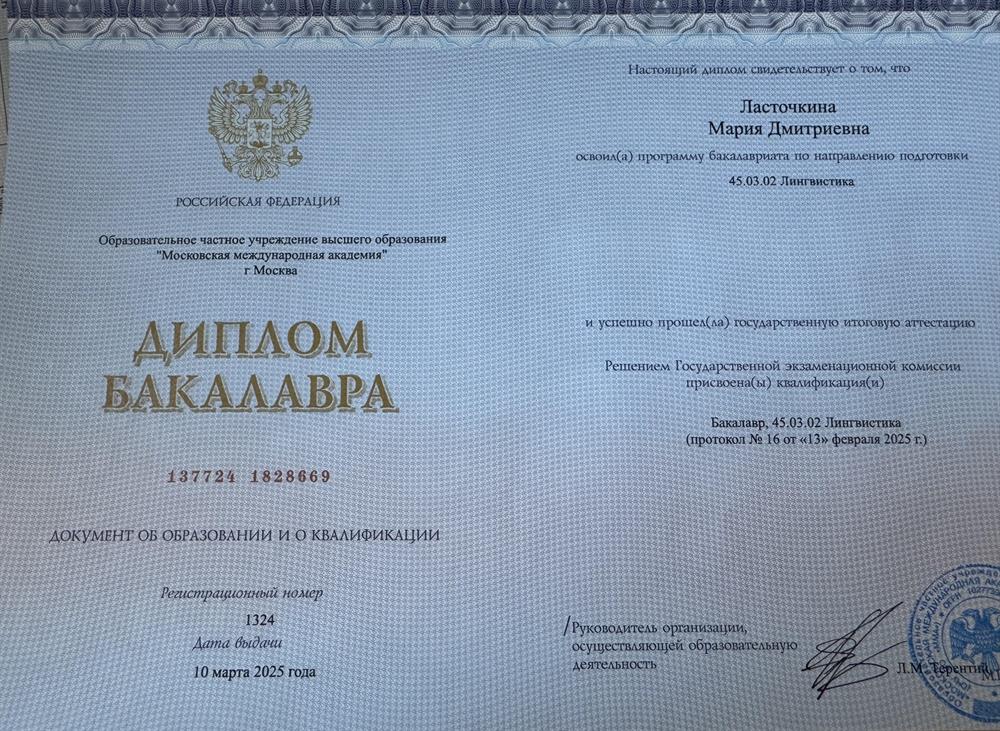 РОССИЙСКАЯ ФЕДЕРАЦИЯ
Образовательное частное учреждение высшего образования
"Московская международная академия"
г Москва
ДИПЛОМ
БАКАЛАВРА
137724 1828669
ДОКУМЕНТ ОБ ОБРАЗОВАНИИ И О КВАЛИФИКАЦИИ
Регистрационный номер
1324
Дата выдачи
10 марта 2025 года
Настоящий диплом свидетельствует о том, что
Ласточкина
Мария Дмитриевна
освоил(а) программу бакалавриата по направлению подготовки
45.03.02 Лингвистика
и успешно прошел(ла) государственную итоговую аттестацию
Решением Государственной экзаменационной комиссии
присвоена(ы) квалификация(и)
Бакалавр, 45.03.02 Лингвистика
(протокол № 16 от «13» февраля 2025 г.)
Руководитель организации,
осуществляющей образовательную
деятельность
Л.М. Терентий